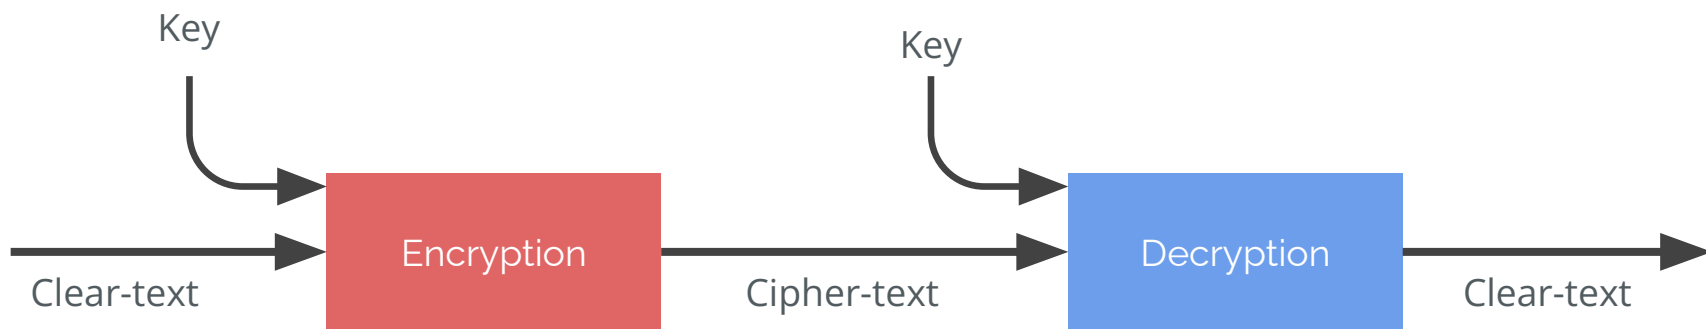 Key
Key
Encryption
Decryption
Clear-text
Cipher-text
Clear-text